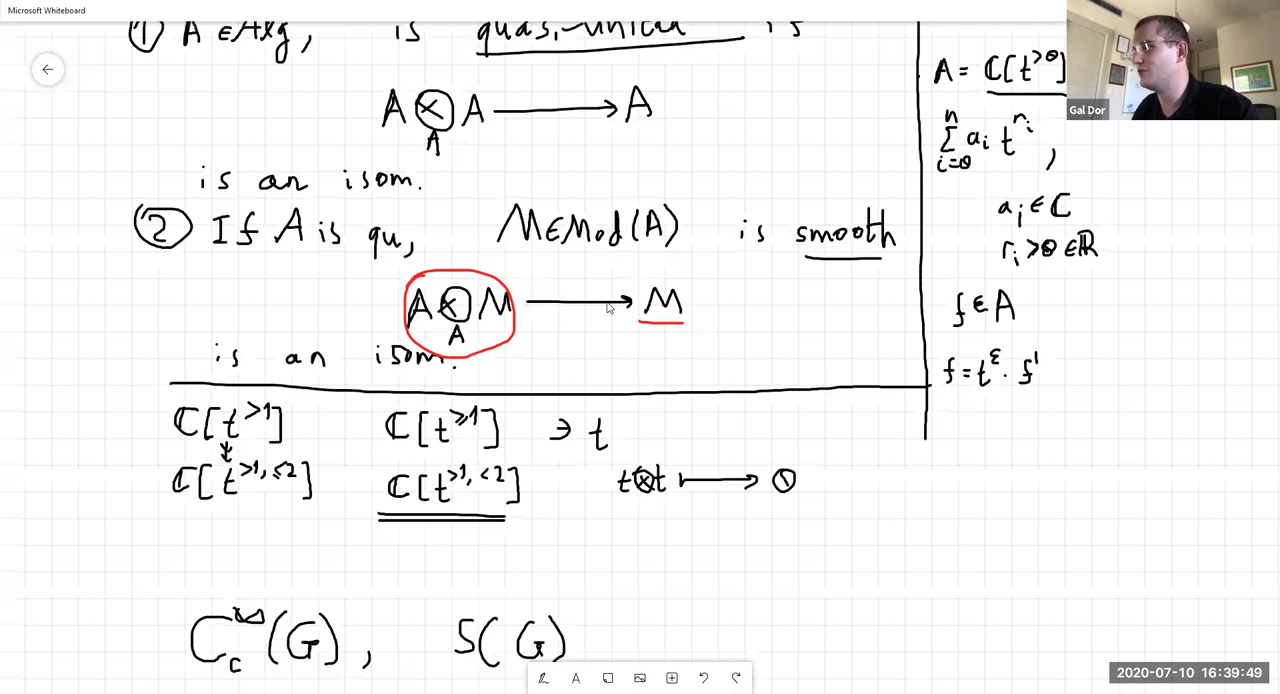 Microsoft Whiteboard
① A ∈ Alg, is quasi-unital if
A ⊗_A A ⟶ A
is an isom.
② If A is qu, M ∈ Mod(A) is smooth
A ⊗_A M ⟶ M
is an isom.
ℂ[t^{>1}] ℂ[t^{≥1}] ∋ t
ℂ[t^{>1, ≤2}] ℂ[t^{>1, <2}] t⊗t ⟼ 0
C_c^∞(G), S(G)
A = ℂ[t^{>0}]
∑_{i=0}^{n} a_i t^{r_i},
a_i ∈ ℂ
r_i > 0 ∈ ℝ
f ∈ A
f = t^ε · f'
Gal Dor
2020-07-10 16:39:49